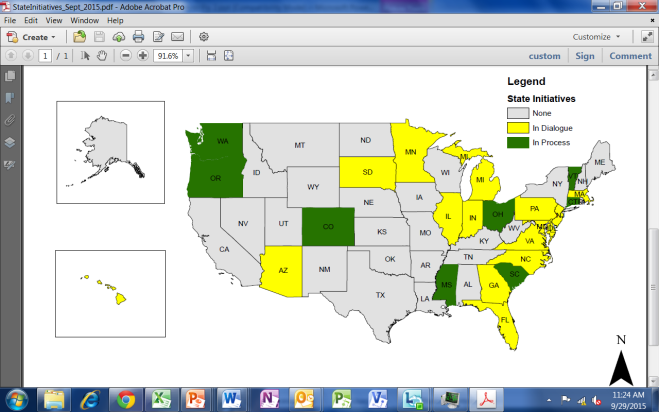 StateInitiatives_Sept_2015.pdf - Adobe Acrobat Pro
File Edit View Window Help
Create
Customize
1 / 1
91.6%
custom Sign Comment
Legend
State Initiatives
None
In Dialogue
In Process
WA
MT
ND
MN
ME
OR
ID
SD
WI
MI
MI
NY
VT
NH
MA
WY
IA
PA
NJ
NE
NV
UT
CO
IL
IN
OH
WV
VA
CA
KS
MO
KY
AZ
NM
OK
AR
TN
NC
SC
TX
LA
MS
AL
GA
FL
N
11:24 AM
9/29/2015